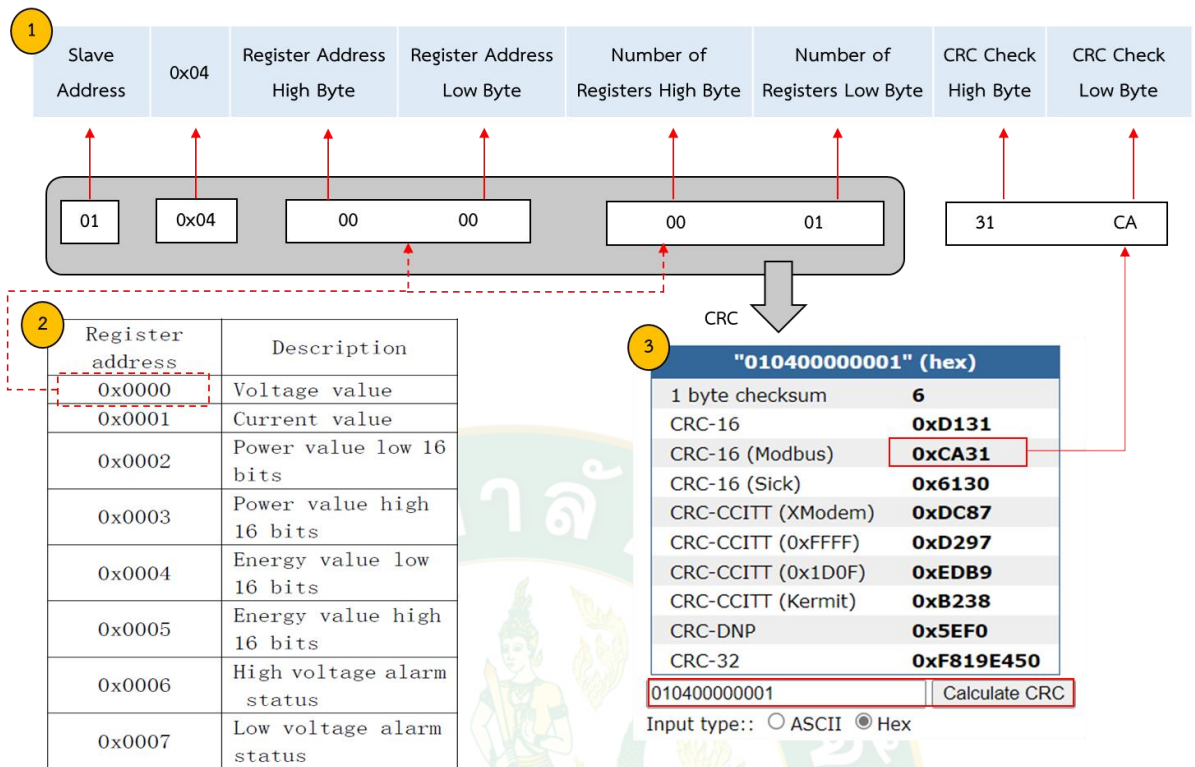 1
Slave Address
0x04
Register Address High Byte
Register Address Low Byte
Number of Registers High Byte
Number of Registers Low Byte
CRC Check High Byte
CRC Check Low Byte
01
0x04
00 00
00 01
31 CA
CRC
2
Register address Description
0x0000 Voltage value
0x0001 Current value
0x0002 Power value low 16 bits
0x0003 Power value high 16 bits
0x0004 Energy value low 16 bits
0x0005 Energy value high 16 bits
0x0006 High voltage alarm status
0x0007 Low voltage alarm status
3
"010400000001" (hex)
1 byte checksum 6
CRC-16 0xD131
CRC-16 (Modbus) 0xCA31
CRC-16 (Sick) 0x6130
CRC-CCITT (XModem) 0xDC87
CRC-CCITT (0xFFFF) 0xD297
CRC-CCITT (0x1D0F) 0xEDB9
CRC-CCITT (Kermit) 0xB238
CRC-DNP 0x5EF0
CRC-32 0xF819E450
010400000001 Calculate CRC
Input type:: ASCII Hex